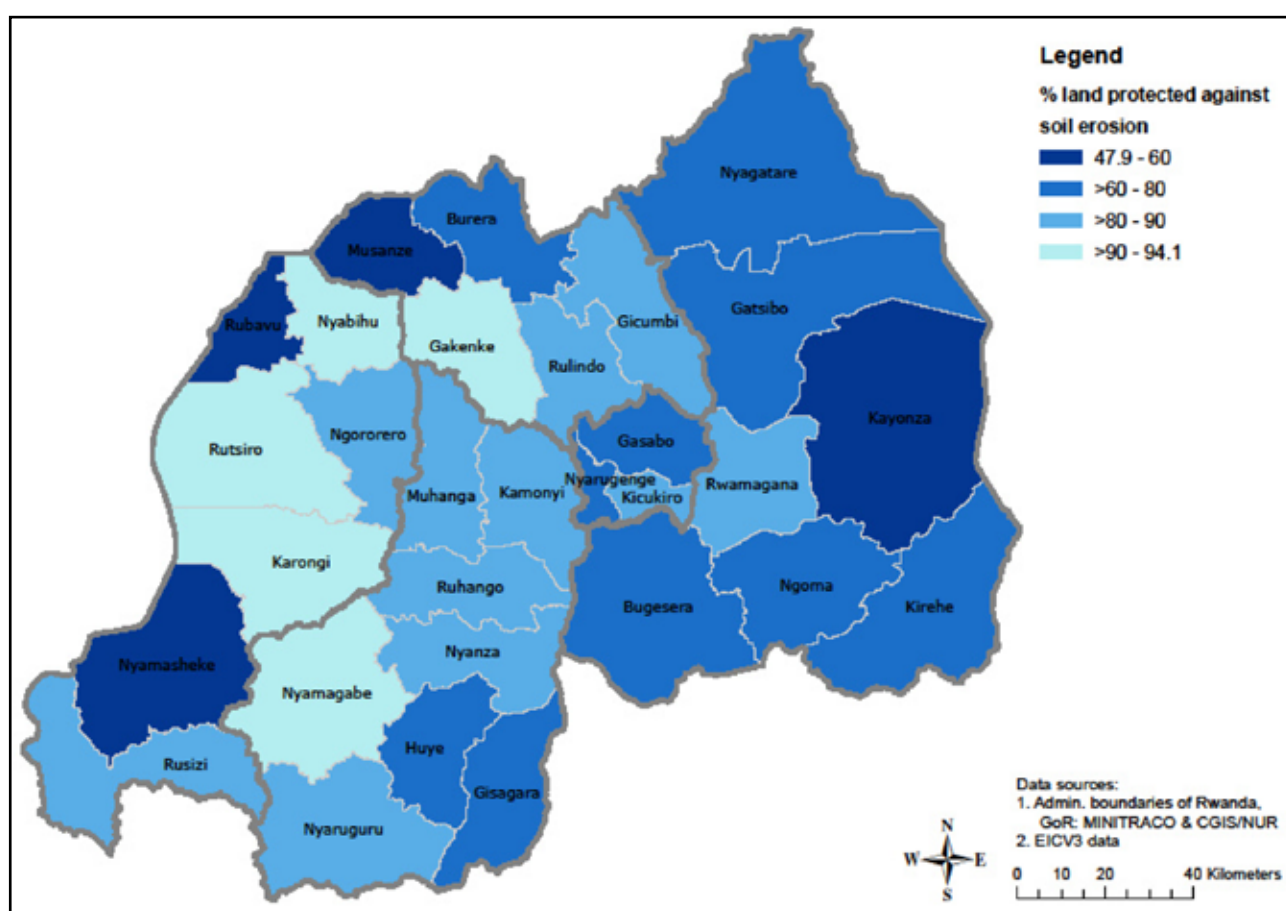 Legend
% land protected against
soil erosion
47.9 - 60
>60 - 80
>80 - 90
>90 - 94.1
Nyagatare
Burera
Musanze
Gatsibo
Rubavu
Nyabihu
Gicumbi
Gakenke
Rulindo
Kayonza
Gasabo
Ngororero
Rutsiro
Nyarugenge
Rwamagana
Muhanga
Kamonyi
Kicukiro
Karongi
Ruhango
Ngoma
Kirehe
Bugesera
Nyanza
Nyamasheke
Nyamagabe
Huye
Rusizi
Gisagara
Nyaruguru
Data sources:
1. Admin. boundaries of Rwanda,
GoR: MINITRACO & CGIS/NUR
2. EICV3 data
N
W E
S
0 10 20 40 Kilometers